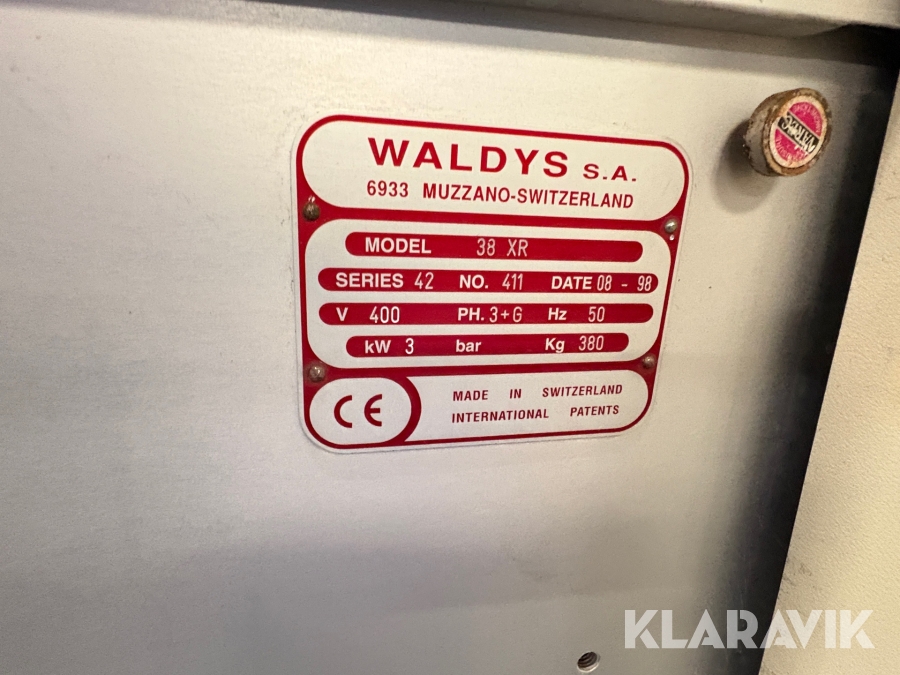 WALDYS S.A.
6933 MUZZANO-SWITZERLAND
MODEL 38 XR
SERIES 42 NO. 411 DATE 08 - 98
V 400 PH. 3+G Hz 50
kW 3 bar Kg 380
CE
MADE IN SWITZERLAND
INTERNATIONAL PATENTS
KLARAVIK